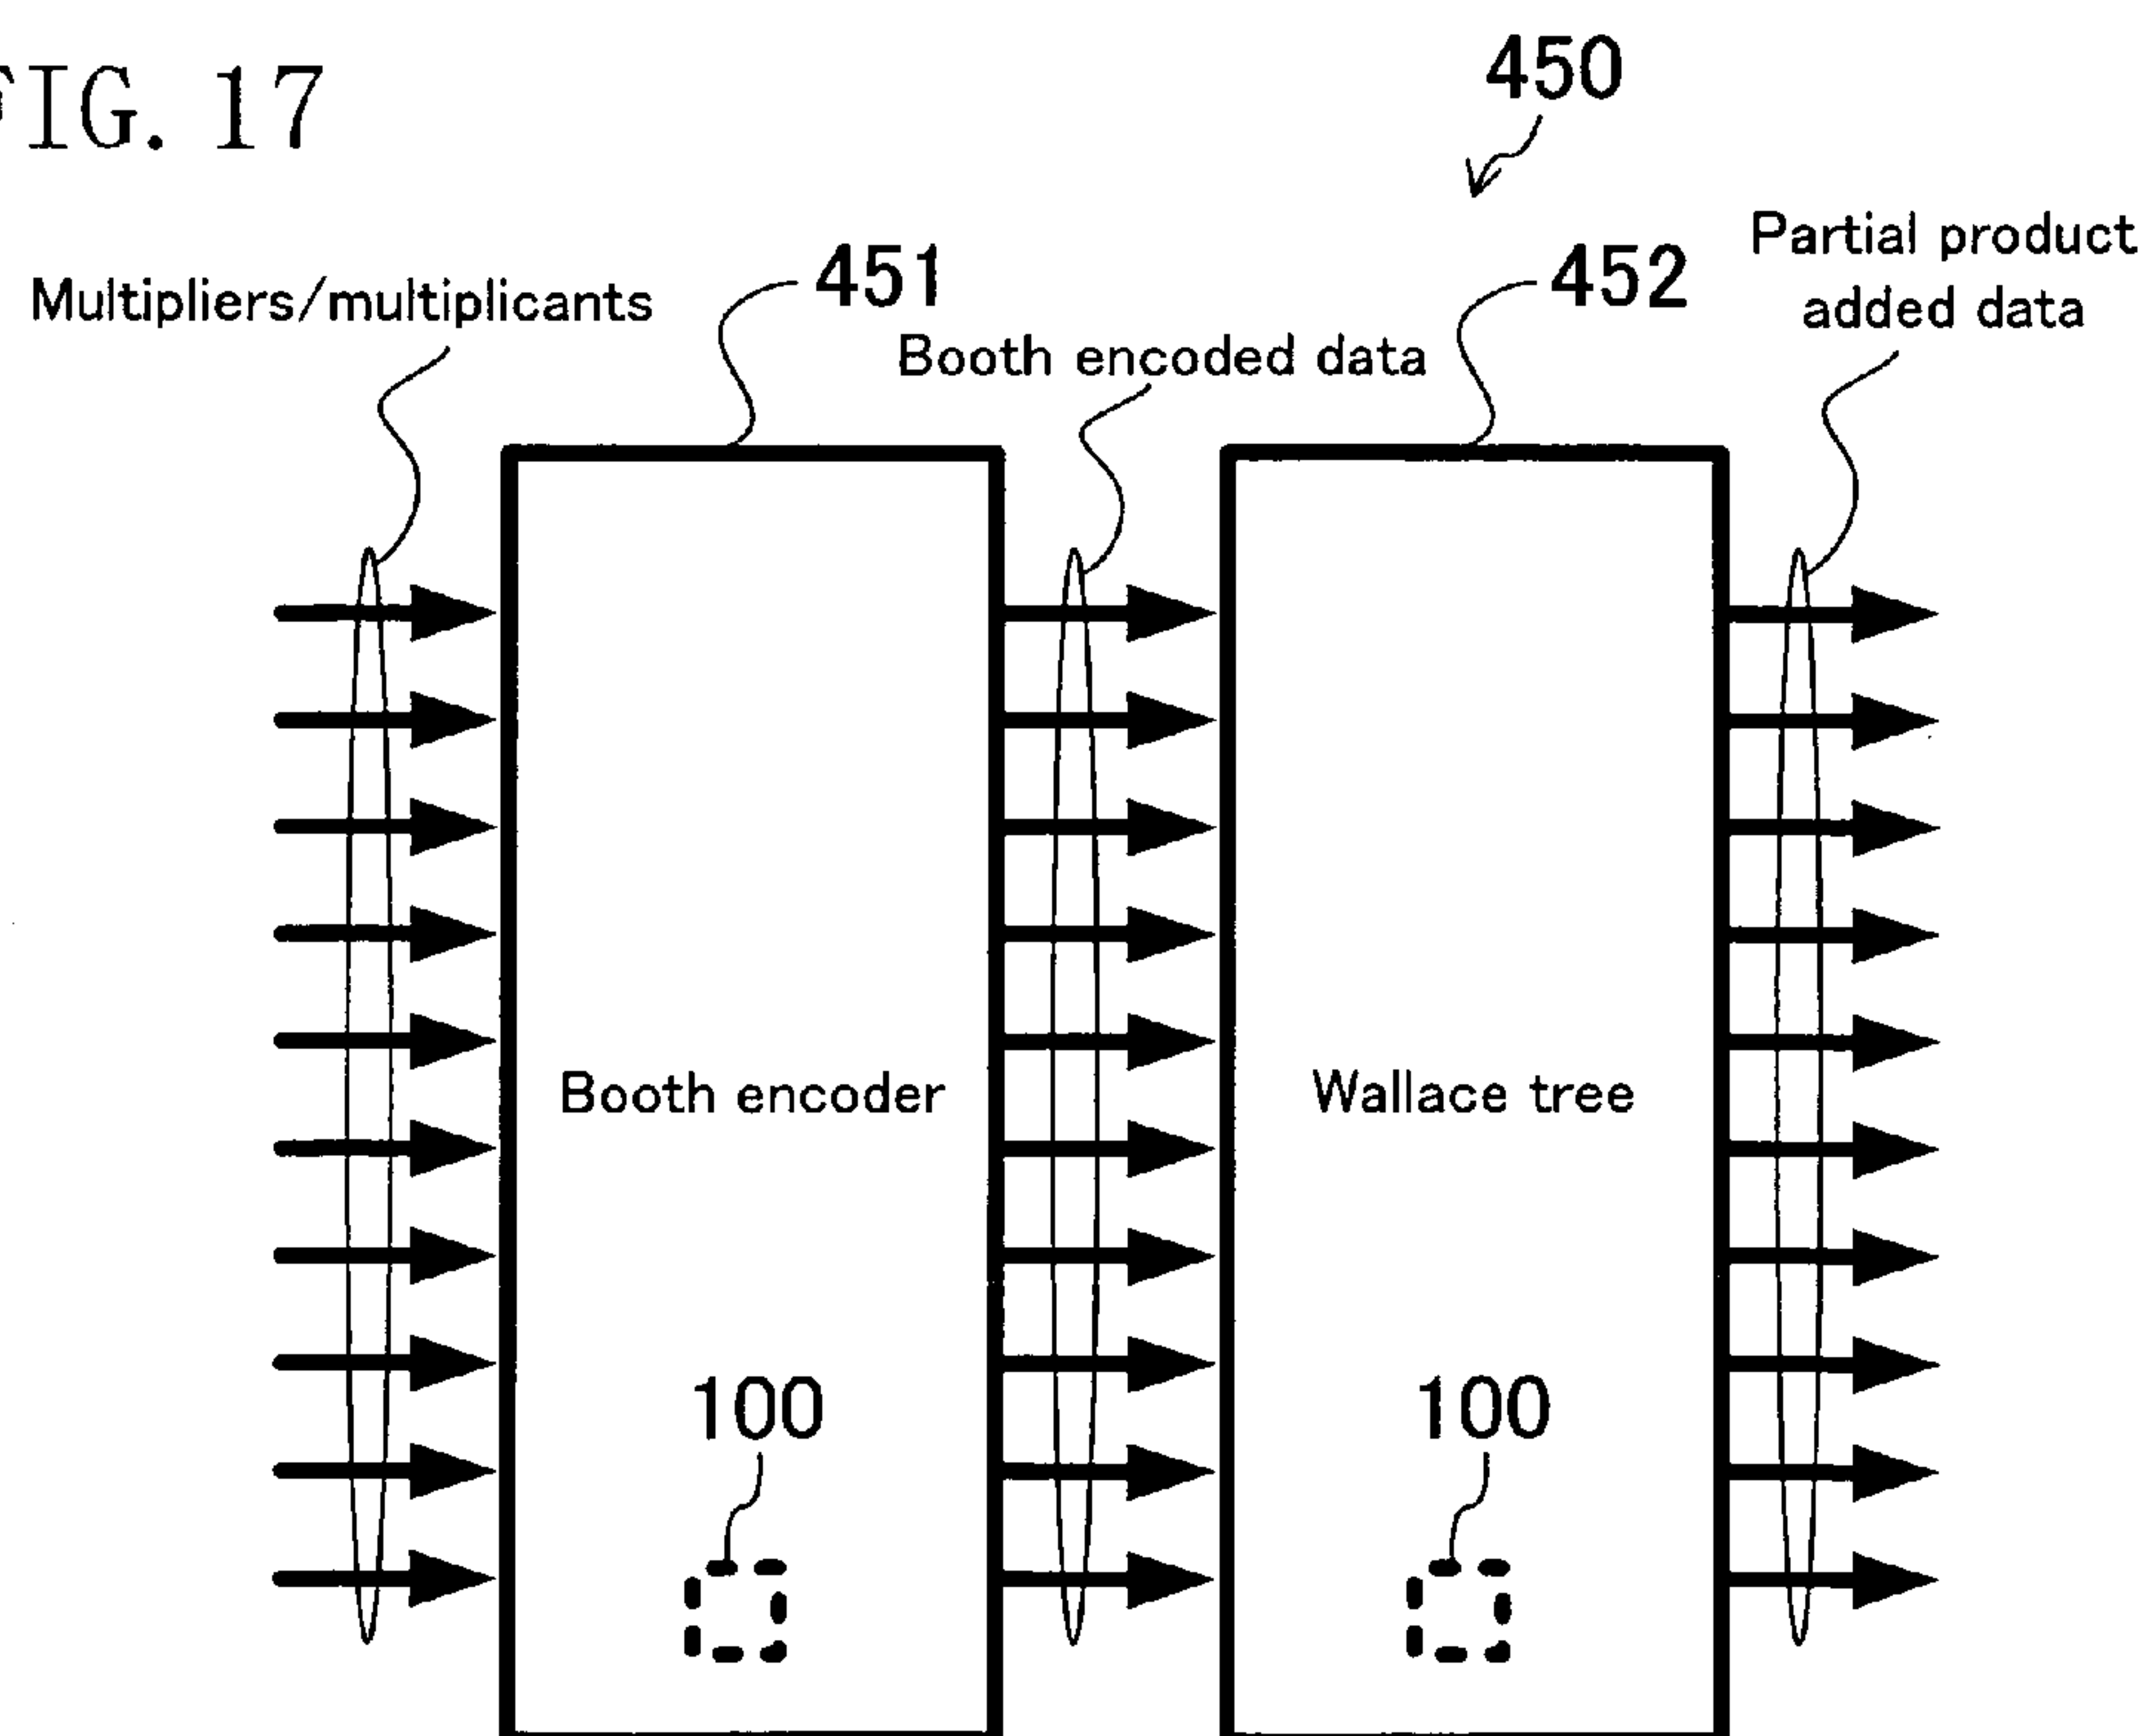 FIG. 17
450
Multipliers/multiplicants
451
Booth encoded data
452
Partial product
added data
Booth encoder
Wallace tree
100
100